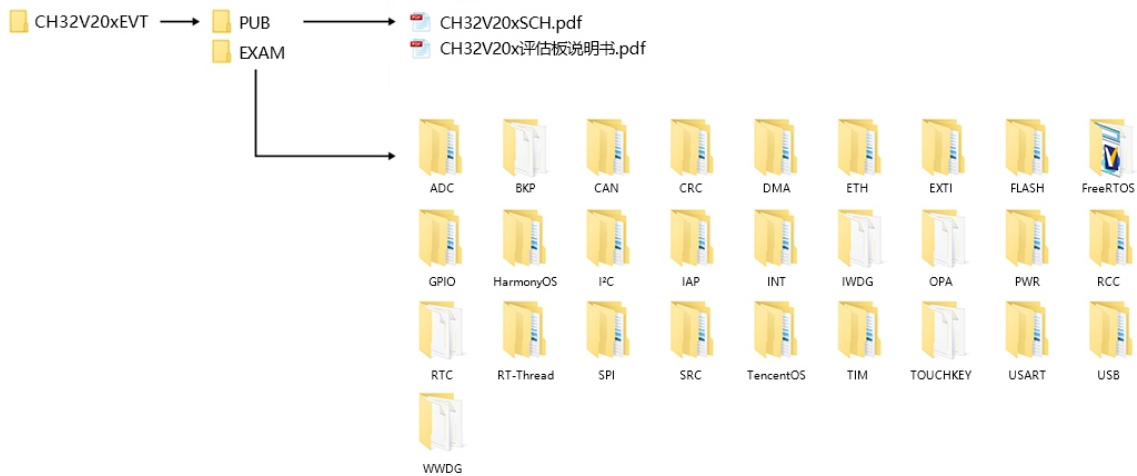 CH32V20xEVT
PUB
CH32V20xSCH.pdf
EXAM
CH32V20x评估板说明书.pdf
ADC BKP CAN CRC DMA ETH EXTI FLASH FreeRTOS
GPIO HarmonyOS I²C IAP INT IWDG OPA PWR RCC
RTC RT-Thread SPI SRC TencentOS TIM TOUCHKEY USART USB
WWDG